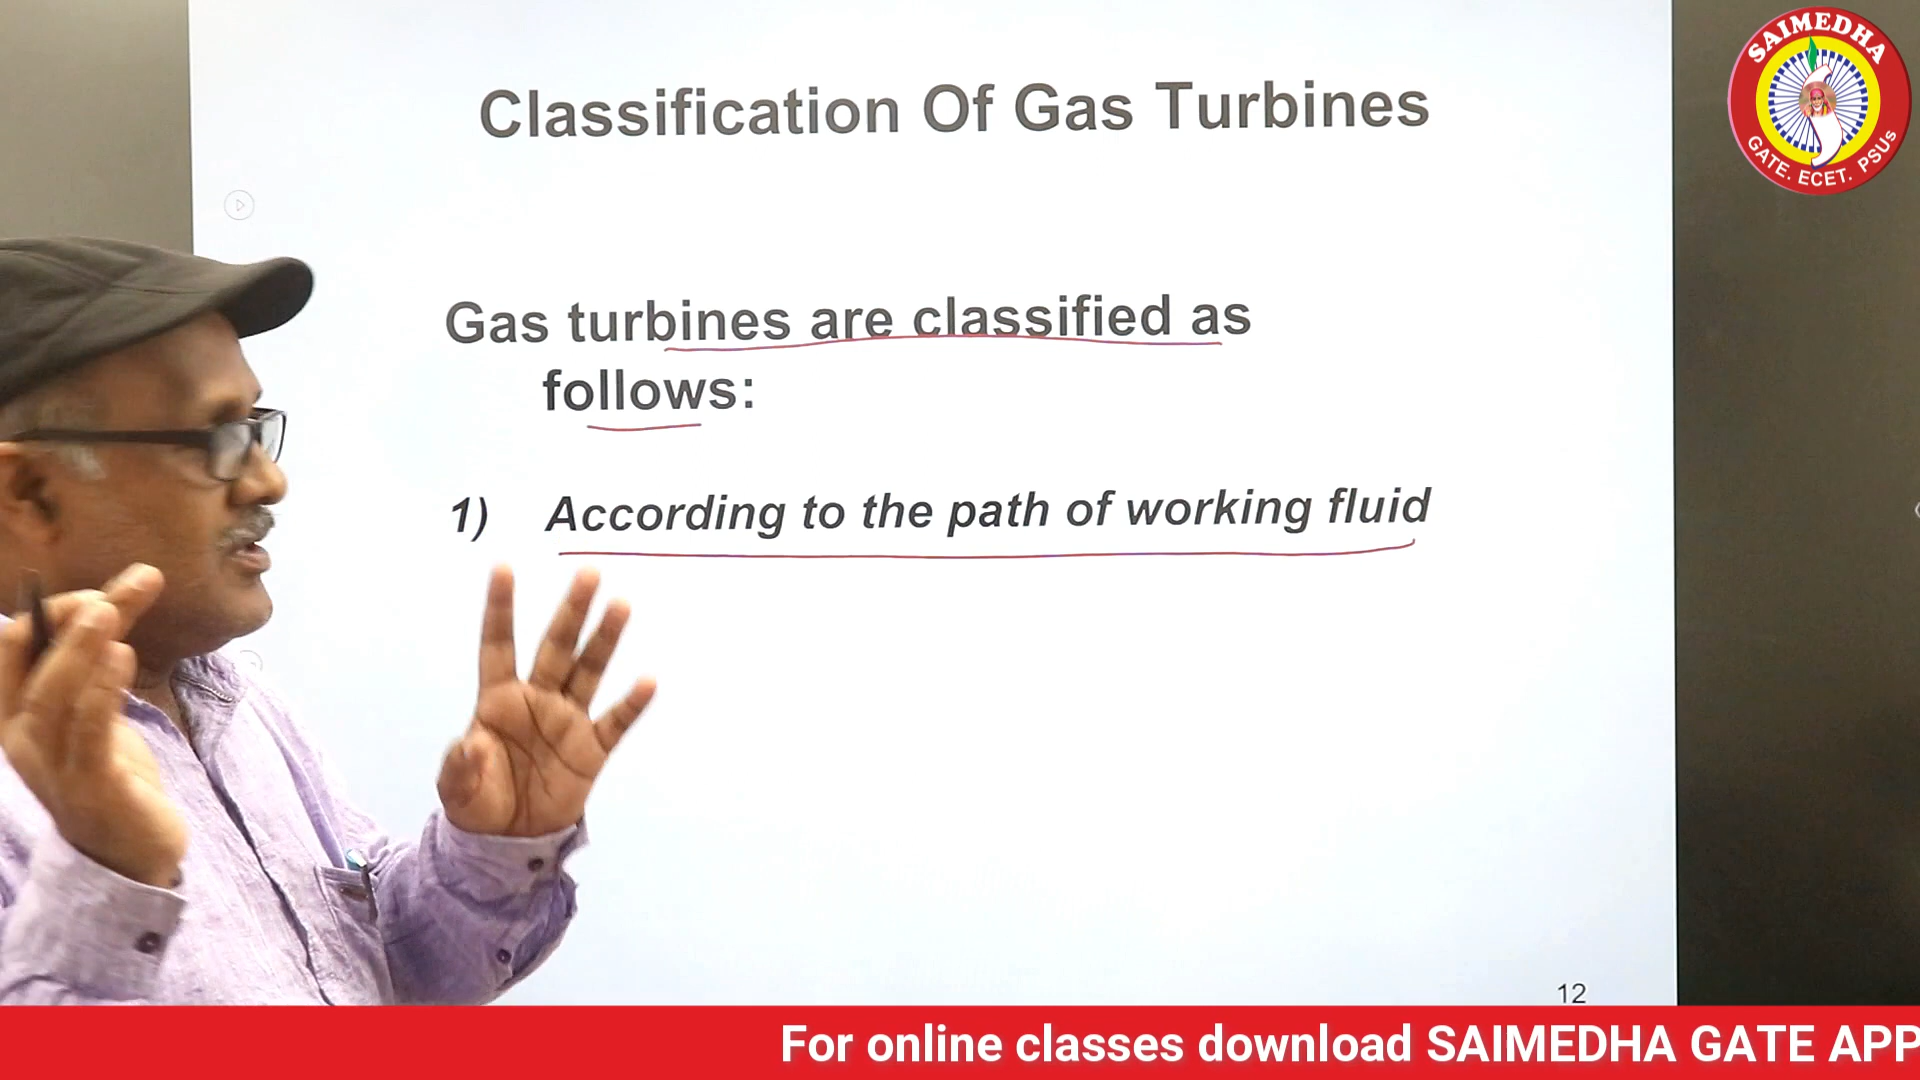 Classification Of Gas Turbines
SAIMEDHA
GATE. ECET. PSUs
Gas turbines are classified as
follows:
1) According to the path of working fluid
12
For online classes download SAIMEDHA GATE APP